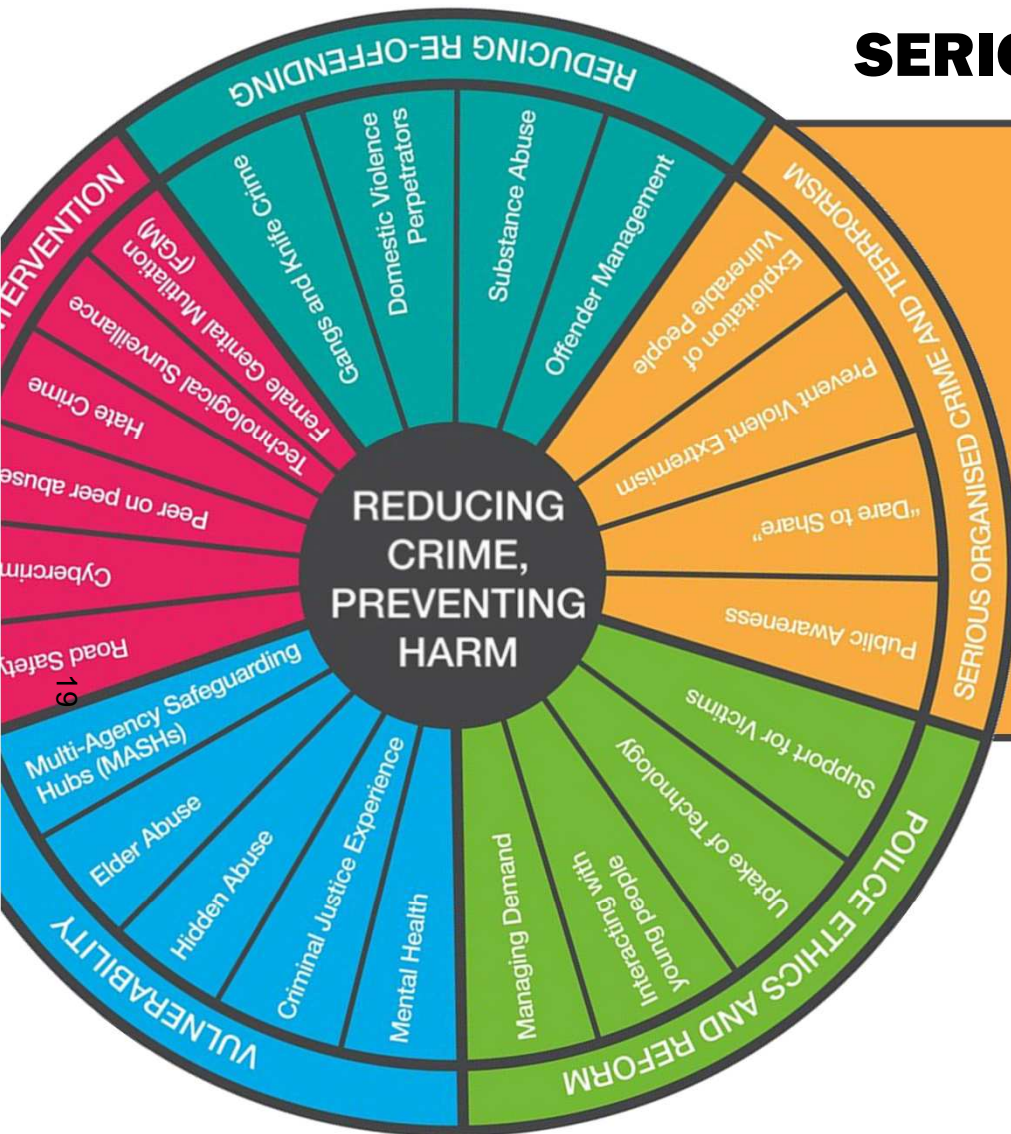 SERIO
REDUCING
CRIME,
PREVENTING
HARM
REDUCING RE-OFFENDING
Gangs and Knife Crime
Domestic Violence
Perpetrators
Substance Abuse
Offender Management
SERIOUS ORGANISED CRIME AND TERRRORISM
Exploitation of
Vulnerable People
Prevent Violent Extremism
“Dare to Share”
Public Awareness
POILCE ETHICS AND REFORM
Support for Victims
Uptake of Technology
Interacting with
young people
Managing Demand
VULNERABILITY
Mental Health
Criminal Justice Experience
Hidden Abuse
Elder Abuse
Multi-Agency Safeguarding
Hubs (MASHs)
TERVENTION
Road Safety
Cybercrim
Peer on peer abuse
Hate Crime
Technological Surveillance
Female Genital Mutilation
(FGM)
19